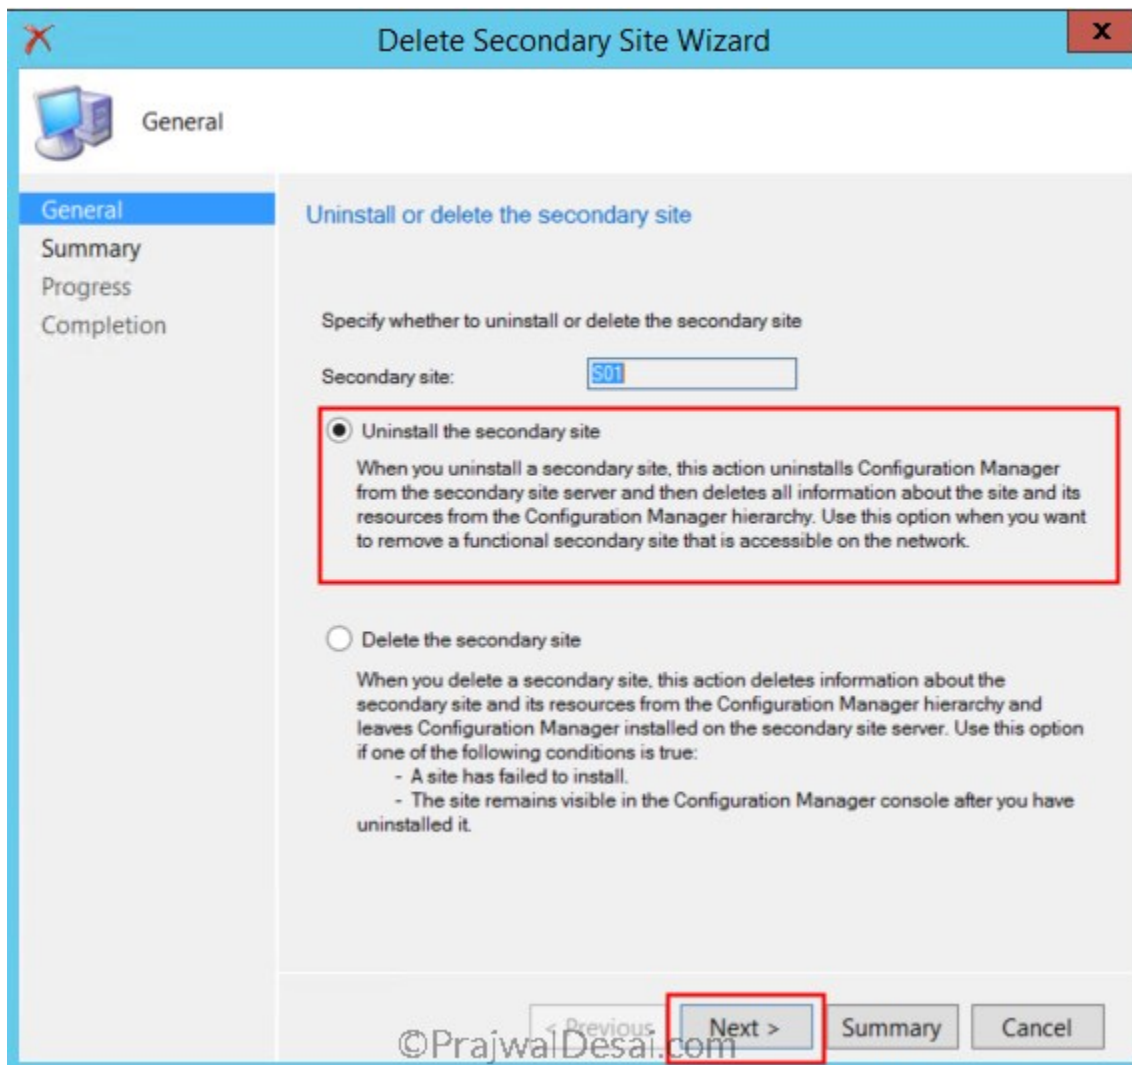 Delete Secondary Site Wizard
x
General
General
Summary
Progress
Completion
Uninstall or delete the secondary site
Specify whether to uninstall or delete the secondary site
Secondary site: S01
Uninstall the secondary site
When you uninstall a secondary site, this action uninstalls Configuration Manager
from the secondary site server and then deletes all information about the site and its
resources from the Configuration Manager hierarchy. Use this option when you want
to remove a functional secondary site that is accessible on the network.
Delete the secondary site
When you delete a secondary site, this action deletes information about the
secondary site and its resources from the Configuration Manager hierarchy and
leaves Configuration Manager installed on the secondary site server. Use this option
if one of the following conditions is true:
- A site has failed to install.
- The site remains visible in the Configuration Manager console after you have
uninstalled it.
< Previous Next > Summary Cancel
©PrajwalDesai.com